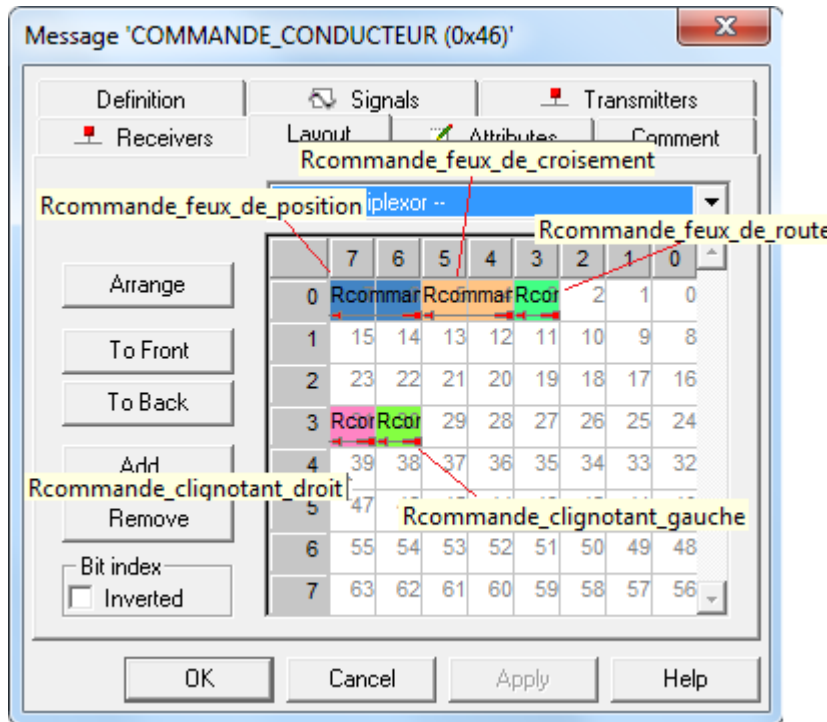 Message 'COMMANDE_CONDUCTEUR (0x46)'
Definition Signals Transmitters
Receivers Layout Attributes Comment
Rcommande_feux_de_croisement
Rcommande_feux_de_position iplexor --
Rcommande_feux_de_route
7 6 5 4 3 2 1 0
Arrange
0 Rcommar Rcommar Rcor 2 1 0
1 15 14 13 12 11 10 9 8
To Front
2 23 22 21 20 19 18 17 16
To Back
3 Rcor Rcor 29 28 27 26 25 24
Add
4 39 38 37 36 35 34 33 32
Rcommande_clignotant_droit
5 47
Rcommande_clignotant_gauche
Remove
6 55 54 53 52 51 50 49 48
Bit index
Inverted
7 63 62 61 60 59 58 57 56
OK Cancel Apply Help